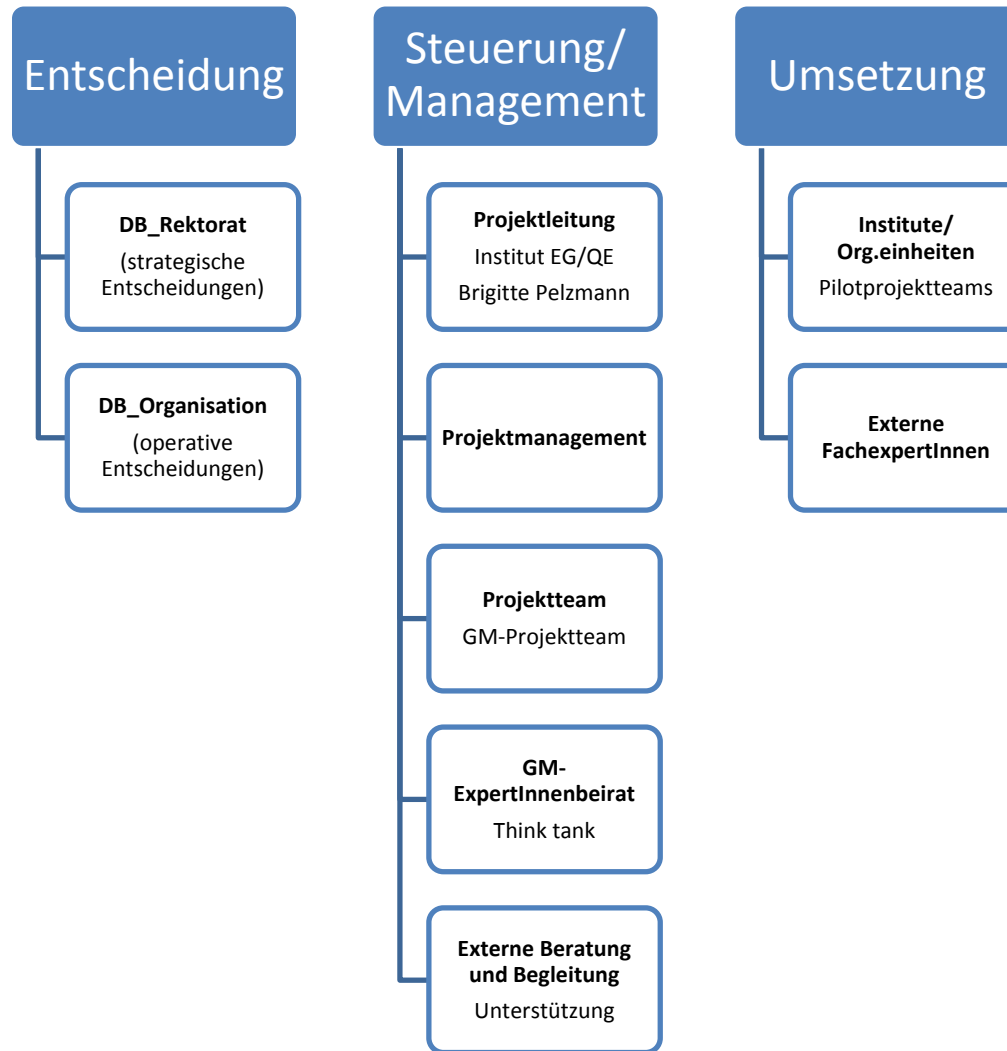 Entscheidung
DB_Rektorat
(strategische
Entscheidungen)
DB_Organisation
(operative
Entscheidungen)
Steuerung/
Management
Projektleitung
Institut EG/QE
Brigitte Pelzmann
Projektmanagement
Projektteam
GM-Projektteam
GM-
ExpertInnenbeirat
Think tank
Externe Beratung
und Begleitung
Unterstützung
Umsetzung
Institute/
Org.einheiten
Pilotprojektteams
Externe
FachexpertInnen